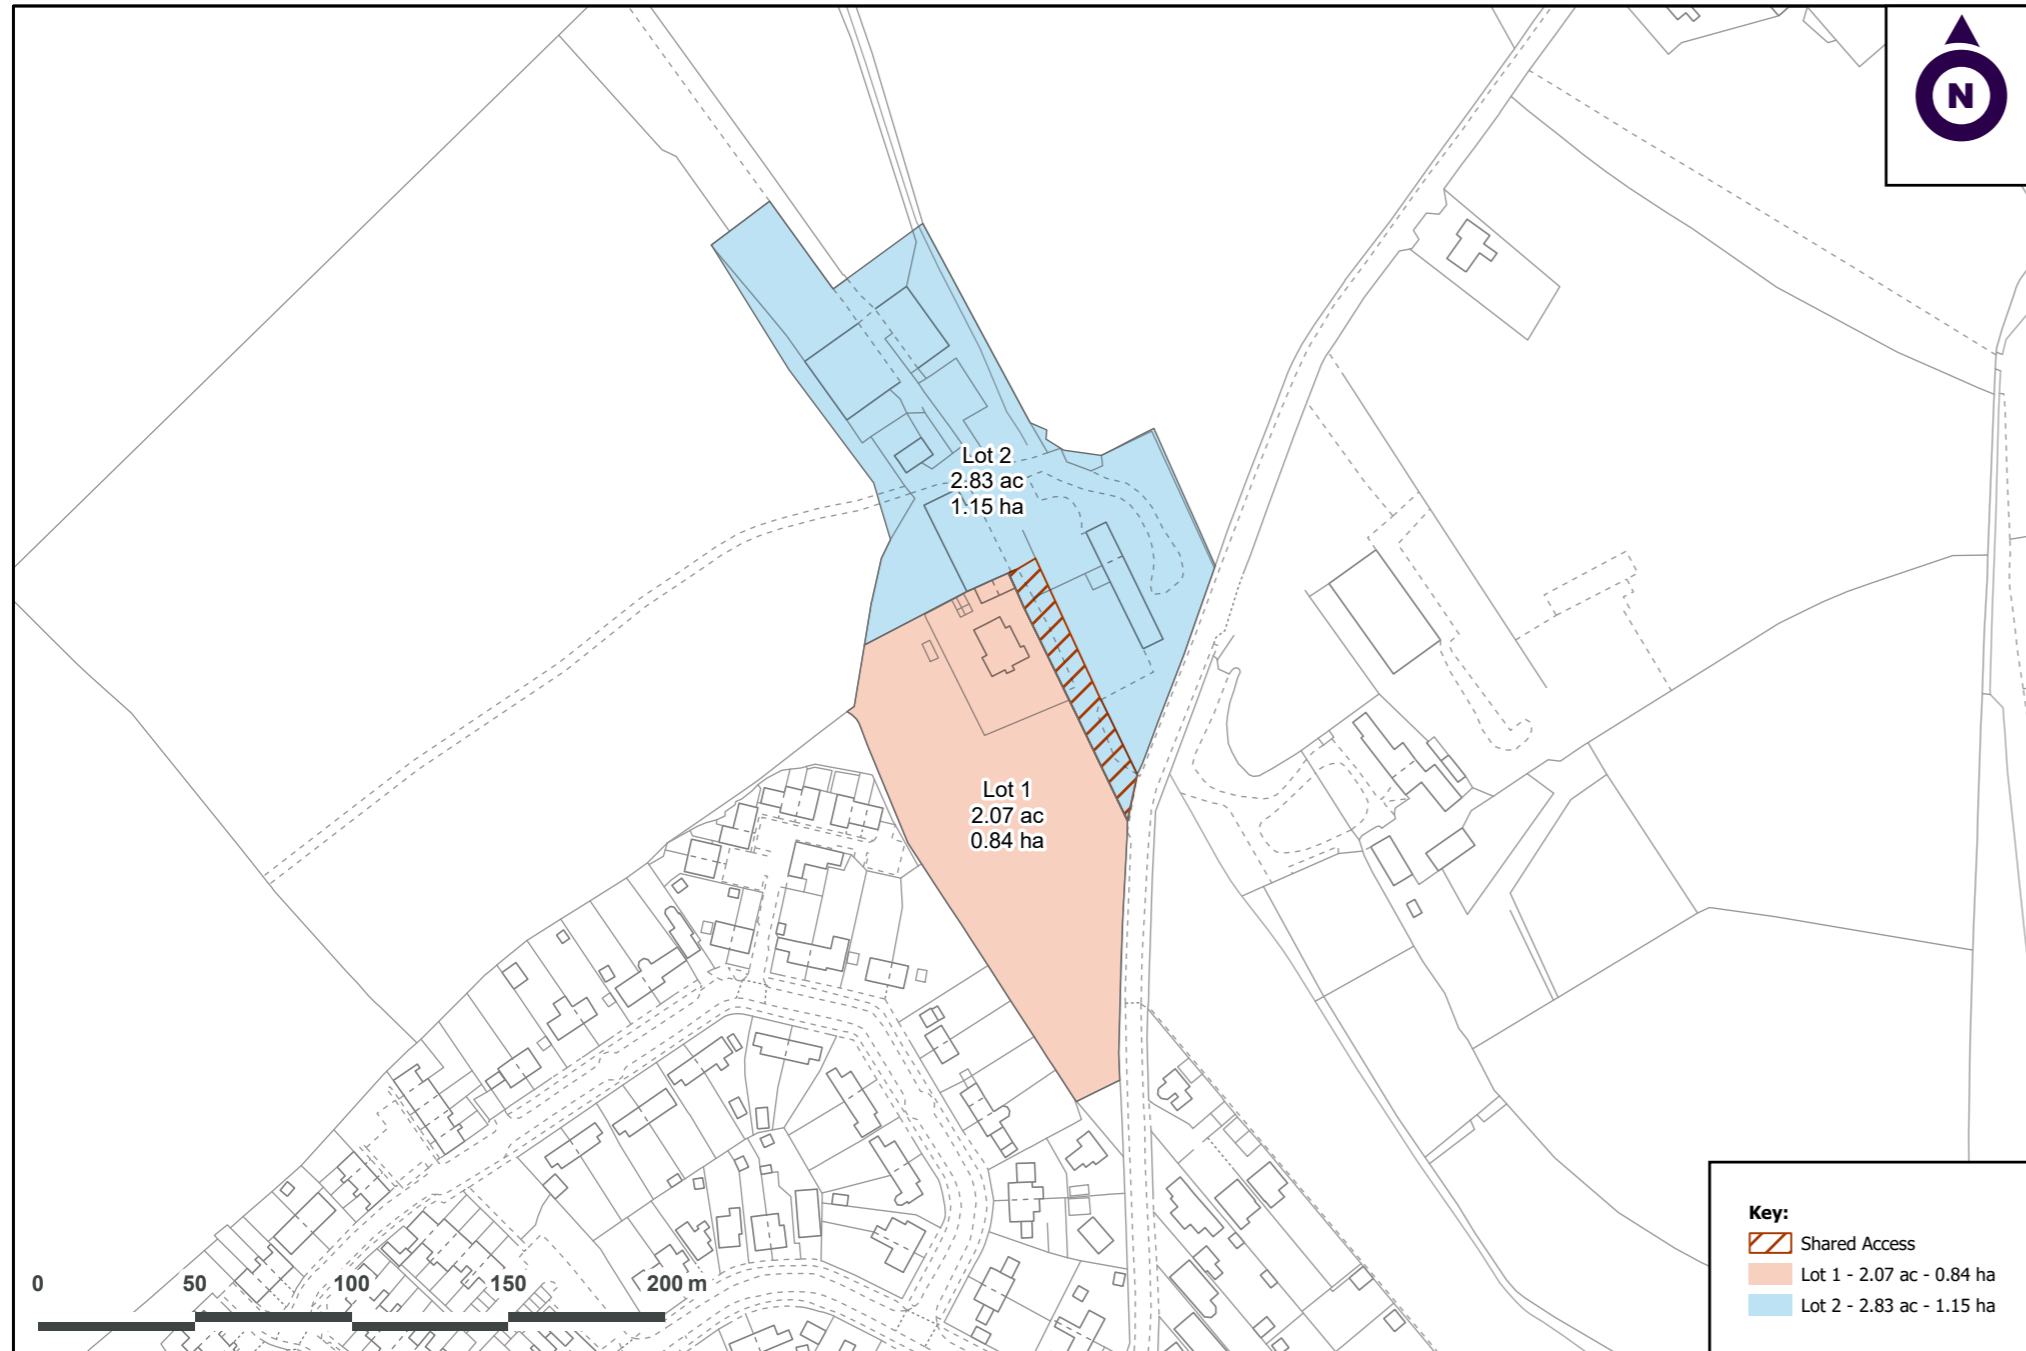 N
Lot 2
2.83 ac
1.15 ha
Lot 1
2.07 ac
0.84 ha
0 50 100 150 200 m
Key:
Shared Access
Lot 1 - 2.07 ac - 0.84 ha
Lot 2 - 2.83 ac - 1.15 ha